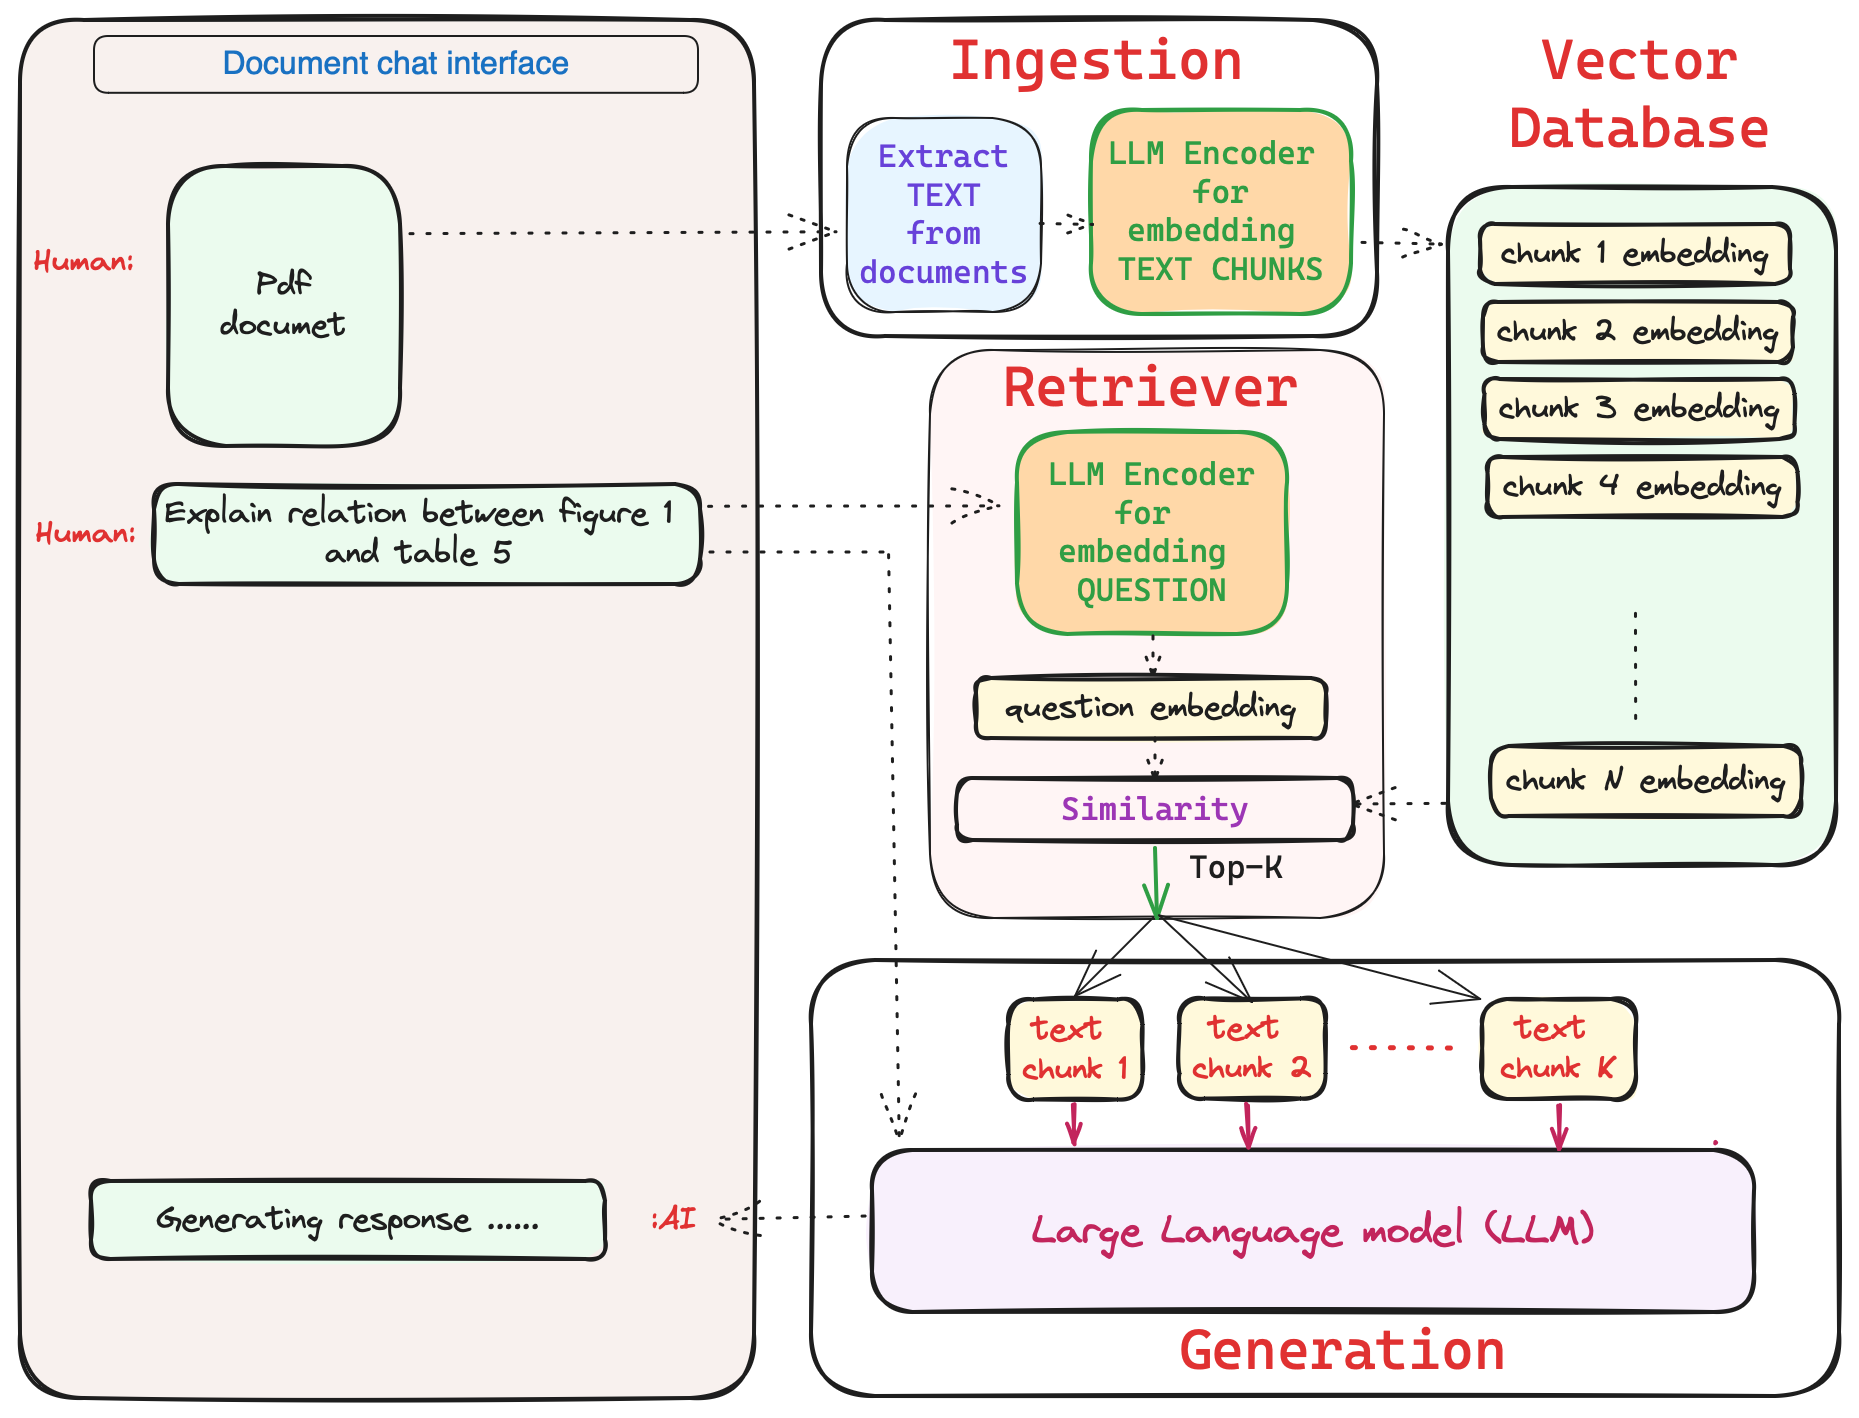 Document chat interface
Human:
Pdf
documet
Human:
Explain relation between figure 1
and table 5
Generating response ......
:AI
Ingestion
Extract
TEXT
from
documents
LLM Encoder
for
embedding
TEXT CHUNKS
Vector
Database
chunk 1 embedding
chunk 2 embedding
chunk 3 embedding
chunk 4 embedding
chunk N embedding
Retriever
LLM Encoder
for
embedding
QUESTION
question embedding
Similarity
Top-K
text
chunk 1
text
chunk 2
text
chunk K
Large Language model (LLM)
Generation